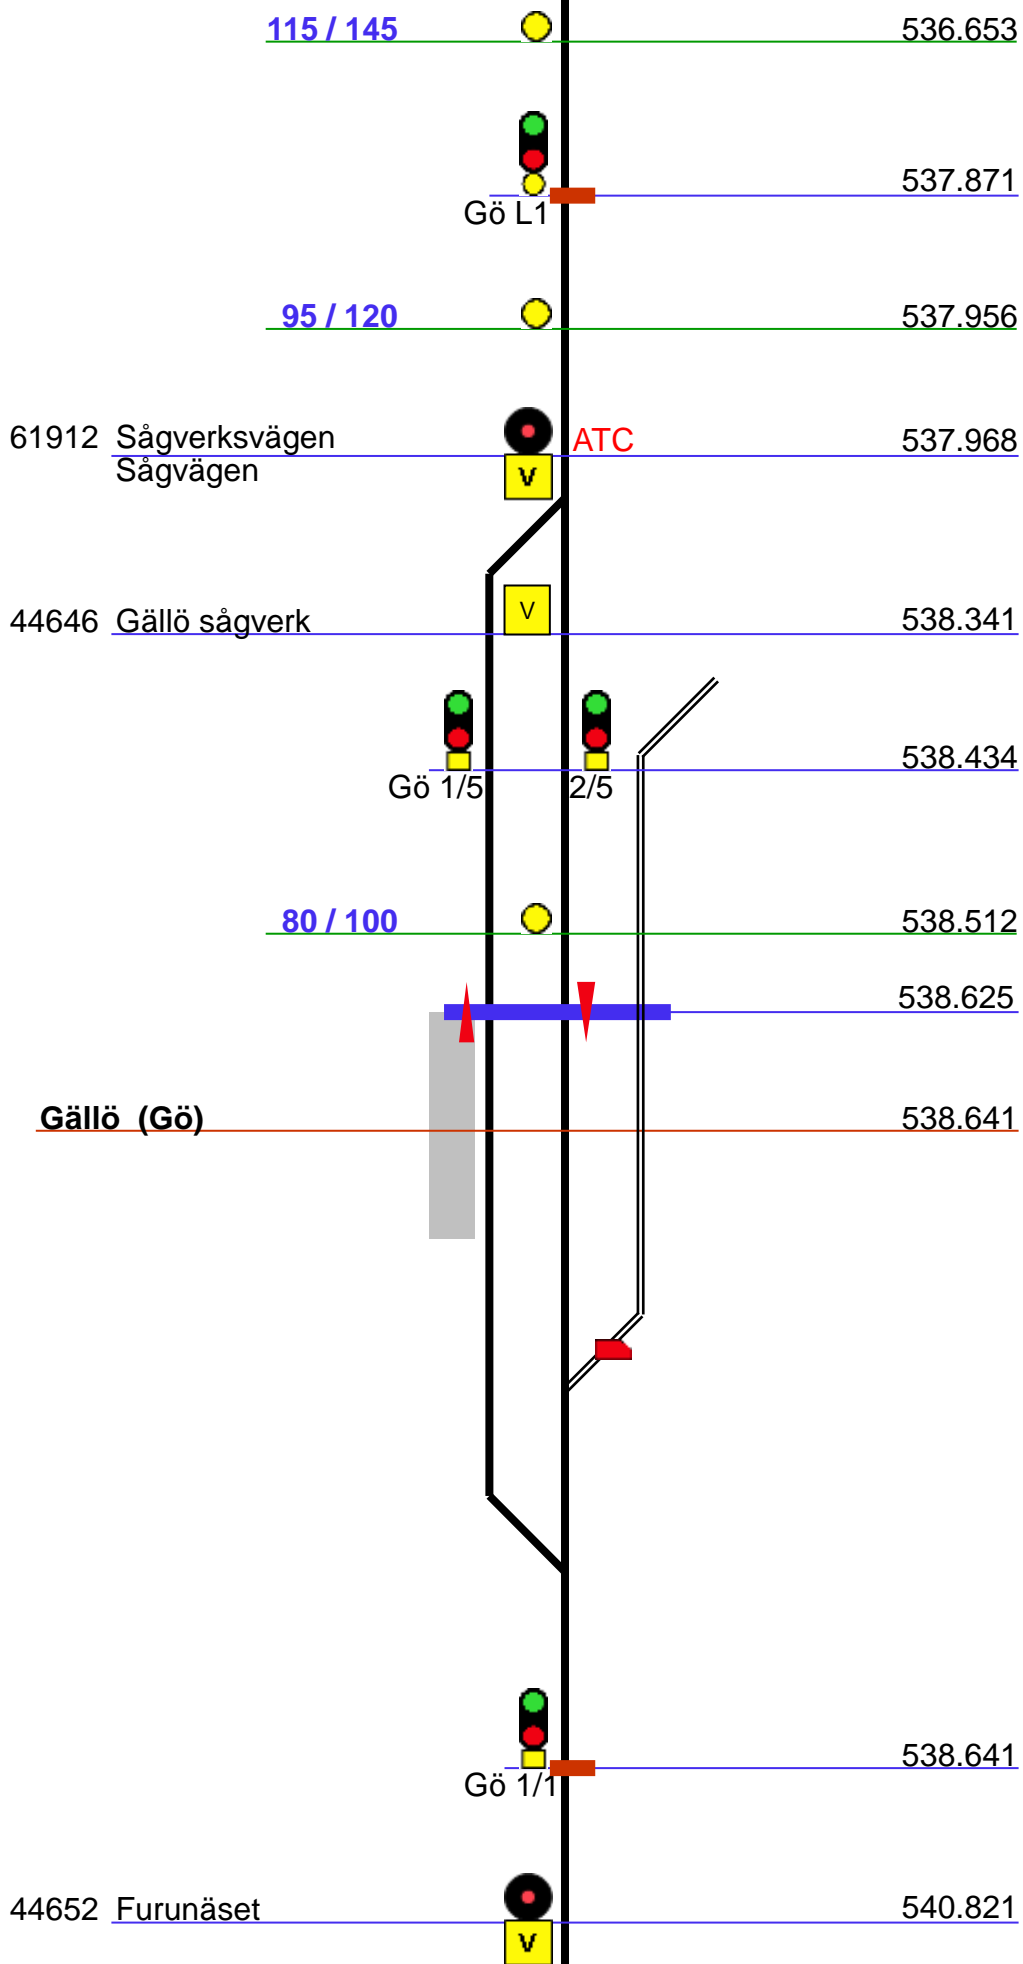 115 / 145 536.653
537.871
Gö L1
95 / 120 537.956
61912 Sågverksvägen ATC 537.968
Sågvägen
V
V
44646 Gällö sågverk 538.341
538.434
Gö 1/5 2/5
80 / 100 538.512
538.625
Gällö (Gö) 538.641
538.641
Gö 1/1
44652 Furunäset 540.821
V